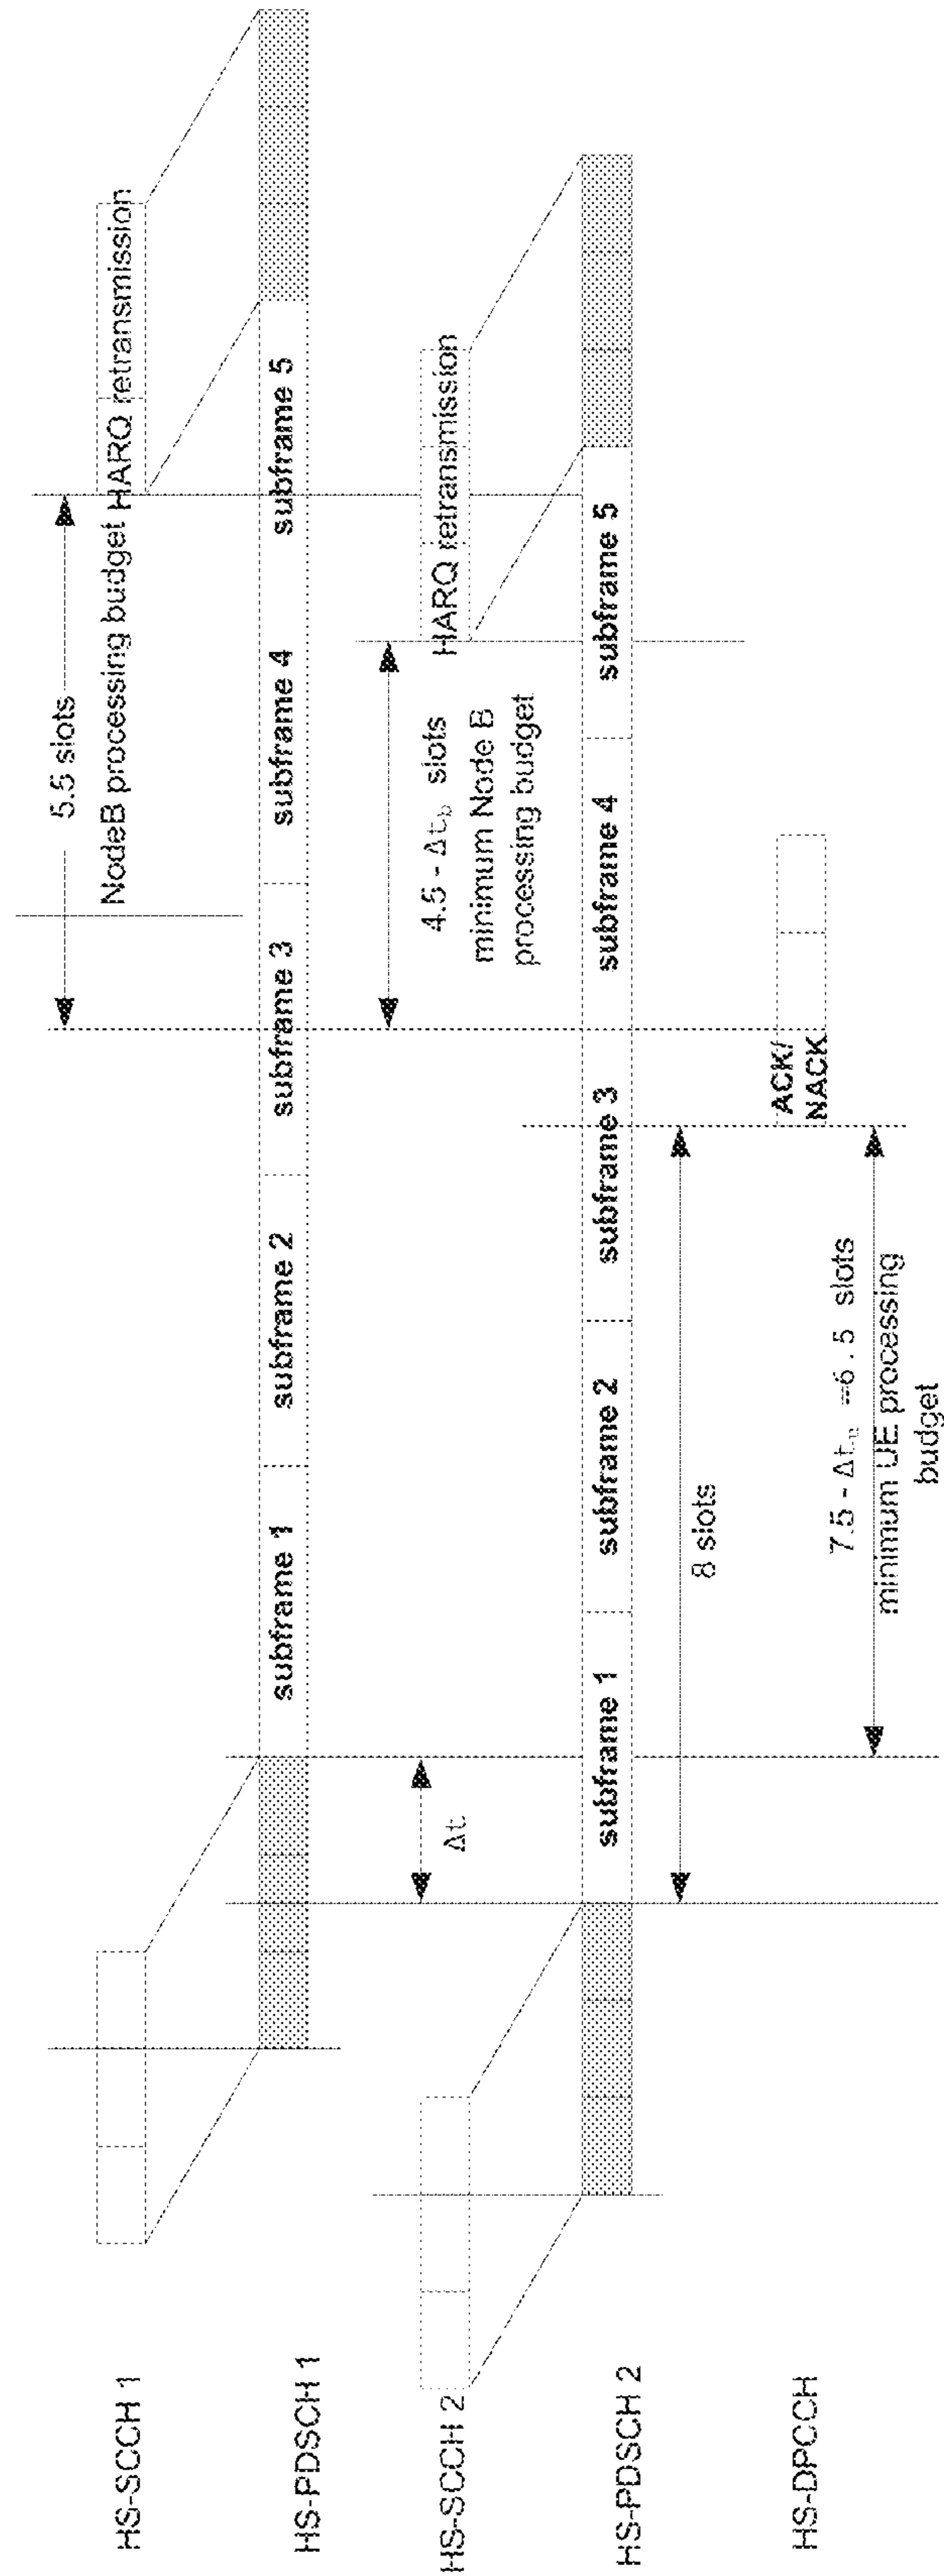 HS-SCCH 1
5.5 slots
NodeB processing budget
HARQ retransmission
HS-PDSCH 1
subframe 1
subframe 2
subframe 3
subframe 4
subframe 5
HS-SCCH 2
Δt
4.5 - Δtₚ slots
minimum Node B
processing budget
HARQ retransmission
HS-PDSCH 2
subframe 1
subframe 2
subframe 3
subframe 4
subframe 5
8 slots
HS-DPCCH
ACK/
NACK
7.5 - Δtᵤ =6.5 slots
minimum UE processing
budget